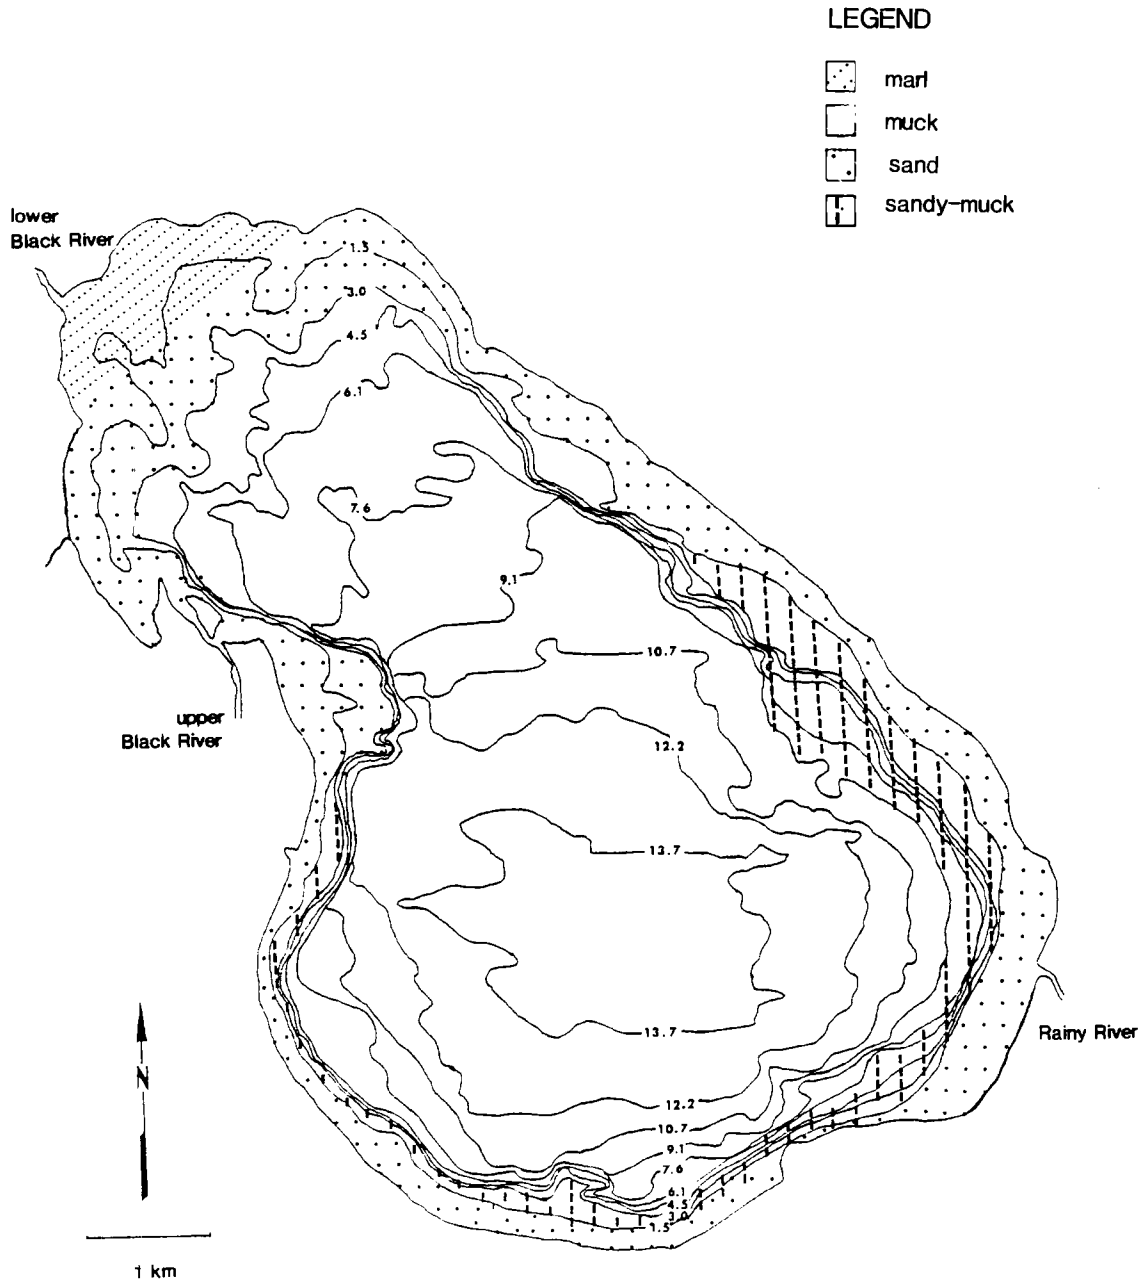 LEGEND
marl
muck
sand
sandy-muck
lower
Black River
1.5
3.0
4.5
6.1
7.6
9.1
10.7
upper
Black River
12.2
13.7
13.7
Rainy River
N
12.2
10.7
9.1
7.6
6.1
4.5
3.0
1.5
1 km